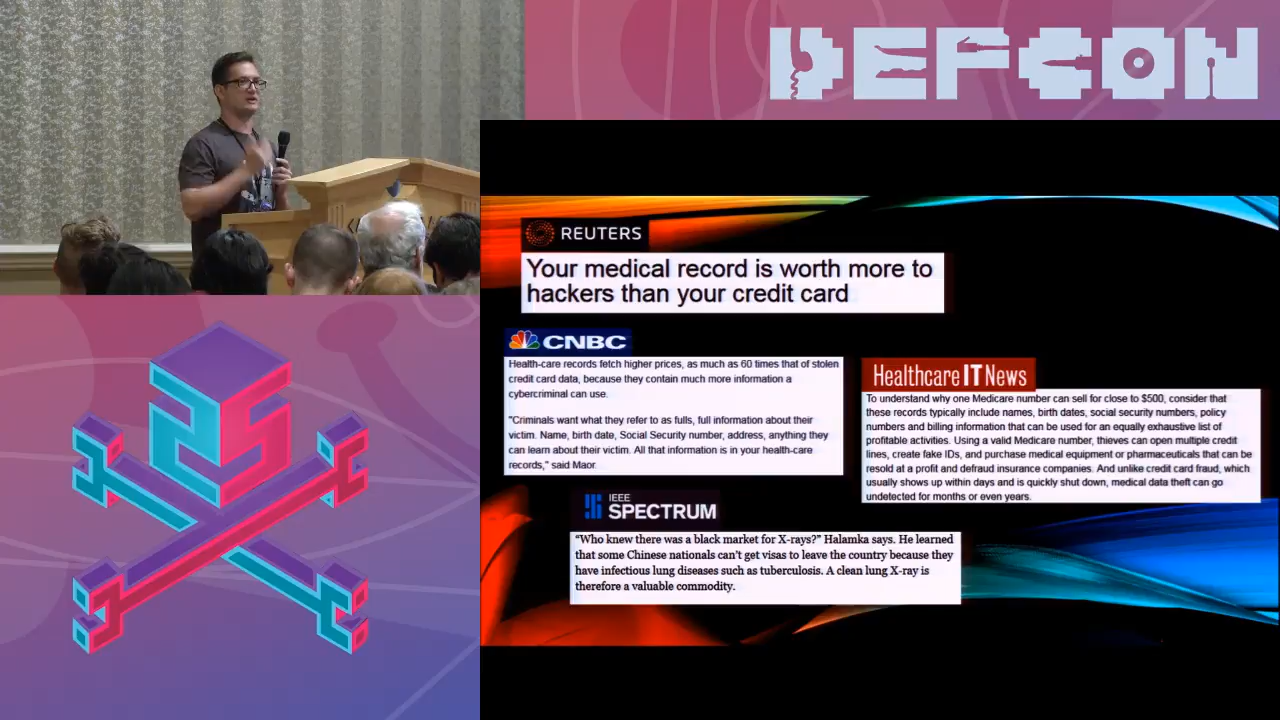 DEFCON
REUTERS
Your medical record is worth more to
hackers than your credit card
CNBC
Health-care records fetch higher prices, as much as 60 times that of stolen
credit card data, because they contain much more information a
cybercriminal can use.
"Criminals want what they refer to as fulls, full information about their
victim. Name, birth date, Social Security number, address, anything they
can learn about their victim. All that information is in your health-care
records," said Maor.
Healthcare IT News
To understand why one Medicare number can sell for close to $500, consider that
these records typically include names, birth dates, social security numbers, policy
numbers and billing information that can be used for an equally exhaustive list of
profitable activities. Using a valid Medicare number, thieves can open multiple credit
lines, create fake IDs, and purchase medical equipment or pharmaceuticals that can be
resold at a profit and defraud insurance companies. And unlike credit card fraud, which
usually shows up within days and is quickly shut down, medical data theft can go
undetected for months or even years.
IEEE
SPECTRUM
“Who knew there was a black market for X-rays?” Halamka says. He learned
that some Chinese nationals can’t get visas to leave the country because they
have infectious lung diseases such as tuberculosis. A clean lung X-ray is
therefore a valuable commodity.
25